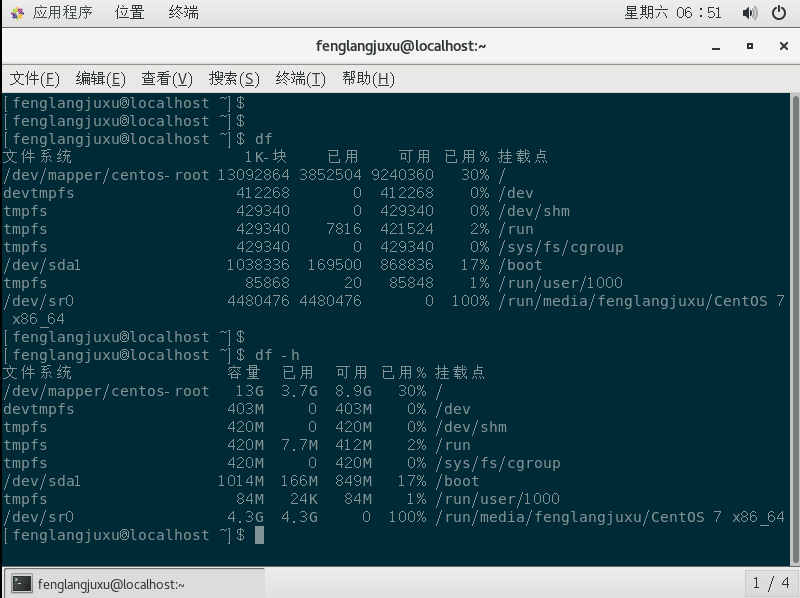 应用程序 位置 终端 星期六 06：51
fenglangjuxu@localhost:~
文件(F) 编辑(E) 查看(V) 搜索(S) 终端(T) 帮助(H)
[fenglangjuxu@localhost ~]$
[fenglangjuxu@localhost ~]$
[fenglangjuxu@localhost ~]$ df
文件系统 1K-块 已用 可用 已用% 挂载点
/dev/mapper/centos-root 13092864 3852504 9240360 30% /
devtmpfs 412268 0 412268 0% /dev
tmpfs 429340 0 429340 0% /dev/shm
tmpfs 429340 7816 421524 2% /run
tmpfs 429340 0 429340 0% /sys/fs/cgroup
/dev/sda1 1038336 169500 868836 17% /boot
tmpfs 85868 20 85848 1% /run/user/1000
/dev/sr0 4480476 4480476 0 100% /run/media/fenglangjuxu/CentOS 7
x86_64
[fenglangjuxu@localhost ~]$
[fenglangjuxu@localhost ~]$ df -h
文件系统 容量 已用 可用 已用% 挂载点
/dev/mapper/centos-root 13G 3.7G 8.9G 30% /
devtmpfs 403M 0 403M 0% /dev
tmpfs 420M 0 420M 0% /dev/shm
tmpfs 420M 7.7M 412M 2% /run
tmpfs 420M 0 420M 0% /sys/fs/cgroup
/dev/sda1 1014M 166M 849M 17% /boot
tmpfs 84M 24K 84M 1% /run/user/1000
/dev/sr0 4.3G 4.3G 0 100% /run/media/fenglangjuxu/CentOS 7 x86_64
[fenglangjuxu@localhost ~]$
fenglangjuxu@localhost:~ 1 / 4